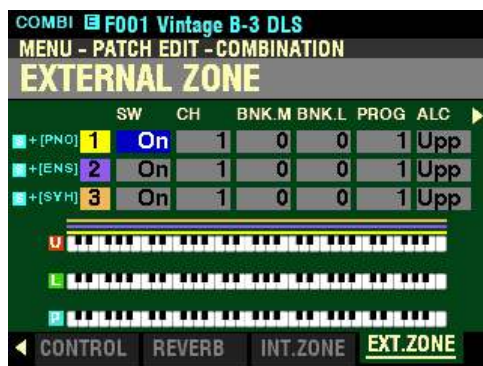 COMBI E F001 Vintage B-3 DLS
MENU - PATCH EDIT - COMBINATION
EXTERNAL ZONE
SW CH BNK.M BNK.L PROG ALC
S+[PNO] 1 On 1 0 0 1 Upp
S+[ENS] 2 On 1 0 0 1 Upp
S+[SYH] 3 On 1 0 0 1 Upp
U
L
P
CONTROL REVERB INT.ZONE EXT.ZONE